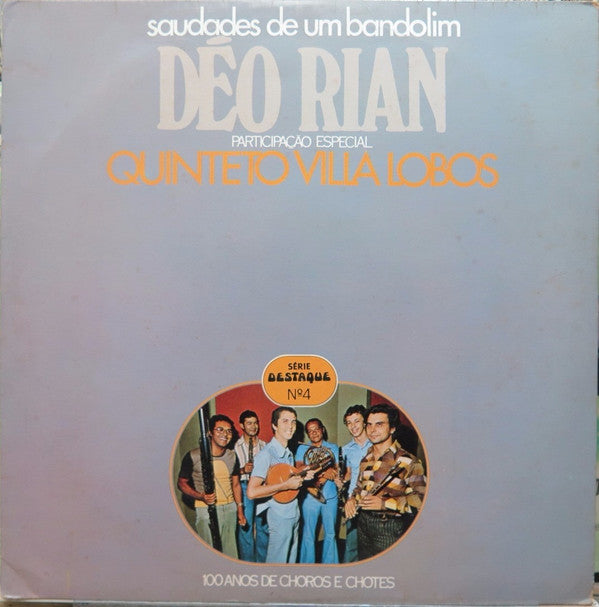 saudades de um bandolim
DÉO RIAN
PARTICIPAÇÃO ESPECIAL
QUINTETO VILLA LOBOS
SÉRIE
DESTAQUE
Nº4
100 ANOS DE CHOROS E CHOTES